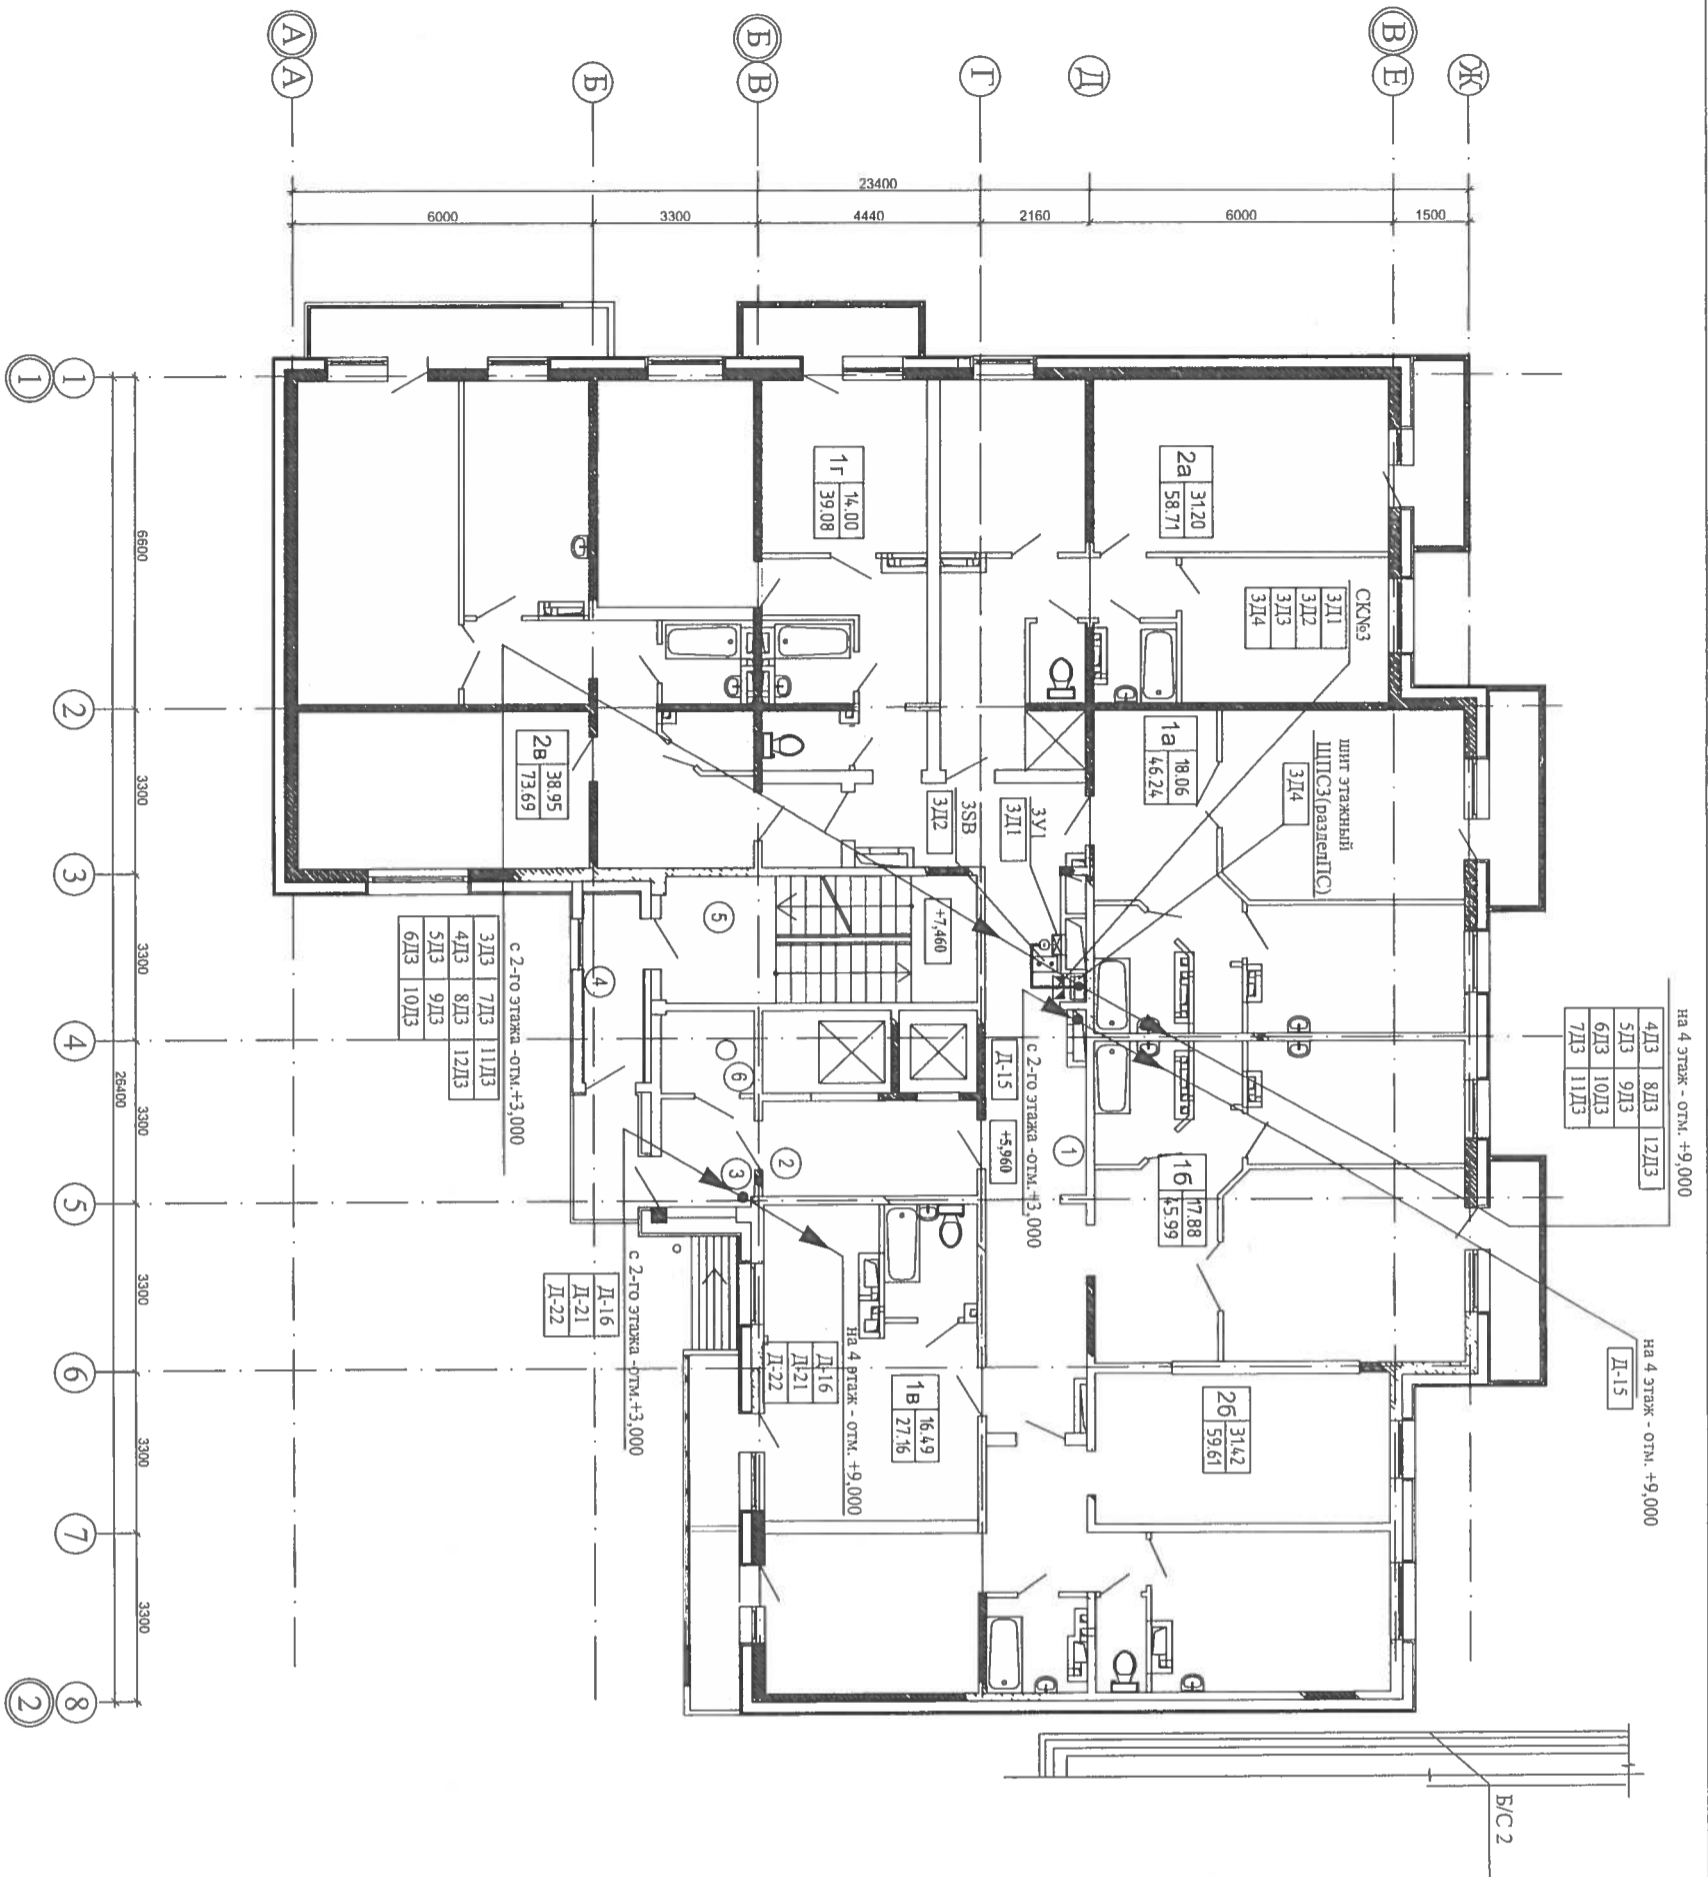 А
А
Б
Б
В
Г
Д
В
Е
Ж
23400
6000
3300
4440
2160
6000
1500
1
1
2
3
4
5
6
7
8
2
6600
3300
3300
3300
3300
3300
3300
26400
2а 31.20
58.71
1г 14.00
39.08
1а 18.06
46.24
2в 38.95
73.69
1б 17.88
45.99
2б 31.42
59.61
1в 16.49
27.16
СК№3
3Д1
3Д2
3Д3
3Д4
щит этажный
ЩПС3(разделПС)
3Д4
3У1
3Д1
3SB
3Д2
+7,460
+5,960
1
2
3
4
5
6
с 2-го этажа -отм.+3,000
3Д3 7Д3 11Д3
4Д3 8Д3 12Д3
5Д3 9Д3
6Д3 10Д3
с 2-го этажа -отм.+3,000
Д-15
с 2-го этажа -отм.+3,000
Д-16
Д-21
Д-22
на 4 этаж - отм. +9,000
Д-16
Д-21
Д-22
на 4 этаж - отм. +9,000
4Д3 8Д3 12Д3
5Д3 9Д3
6Д3 10Д3
7Д3 11Д3
на 4 этаж - отм. +9,000
Д-15
Б/С 2